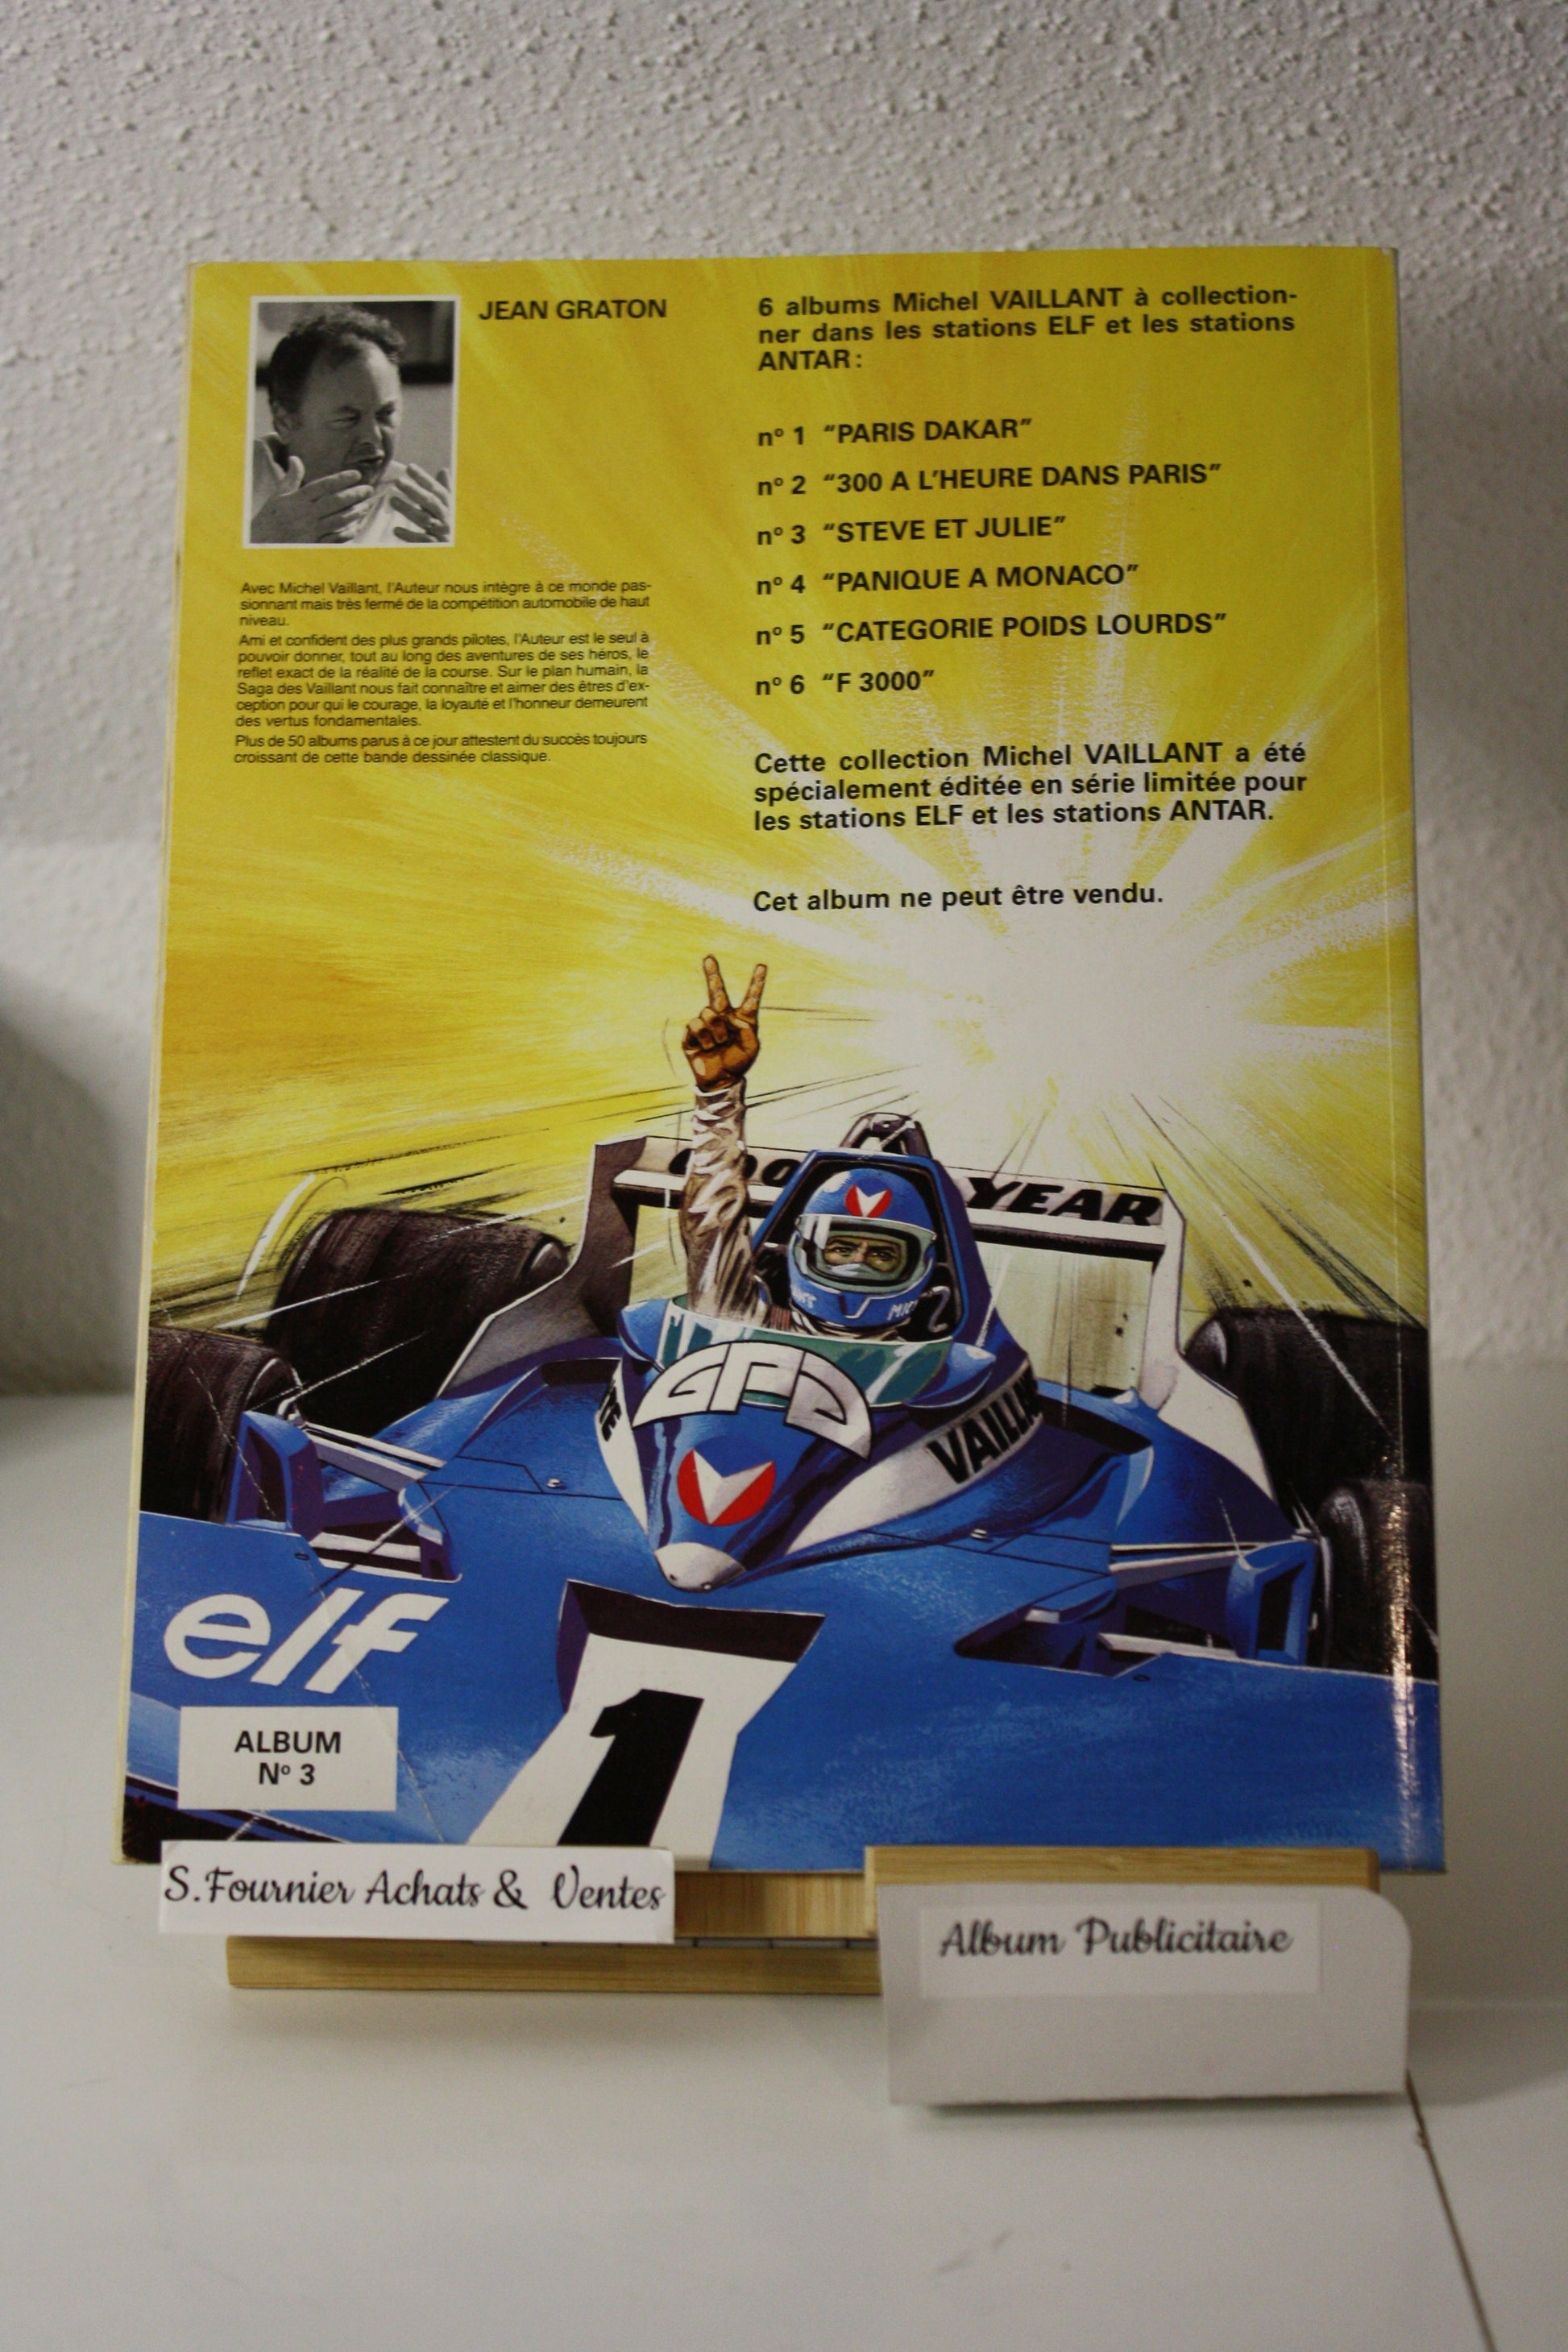 JEAN GRATON
Avec Michel Vaillant, l'Auteur nous intègre à ce monde pas-
sionnant mais très fermé de la compétition automobile de haut
niveau.
Ami et confident des plus grands pilotes, l'Auteur est le seul à
pouvoir donner, tout au long des aventures de ses héros, le
reflet exact de la réalité de la course. Sur le plan humain, la
Saga des Vaillant nous fait connaître et aimer des êtres d'ex-
ception pour qui le courage, la loyauté et l'honneur demeurent
des vertus fondamentales.
Plus de 50 albums parus à ce jour attestent du succès toujours
croissant de cette bande dessinée classique.
6 albums Michel VAILLANT à collection-
ner dans les stations ELF et les stations
ANTAR :
n° 1 "PARIS DAKAR"
n° 2 "300 A L'HEURE DANS PARIS"
n° 3 "STEVE ET JULIE"
n° 4 "PANIQUE A MONACO"
n° 5 "CATEGORIE POIDS LOURDS"
n° 6 "F 3000"
Cette collection Michel VAILLANT a été
spécialement éditée en série limitée pour
les stations ELF et les stations ANTAR.
Cet album ne peut être vendu.
YEAR
VAILLA
elf
1
ALBUM
N° 3
S.Fournier Achats & Ventes
Album Publicitaire